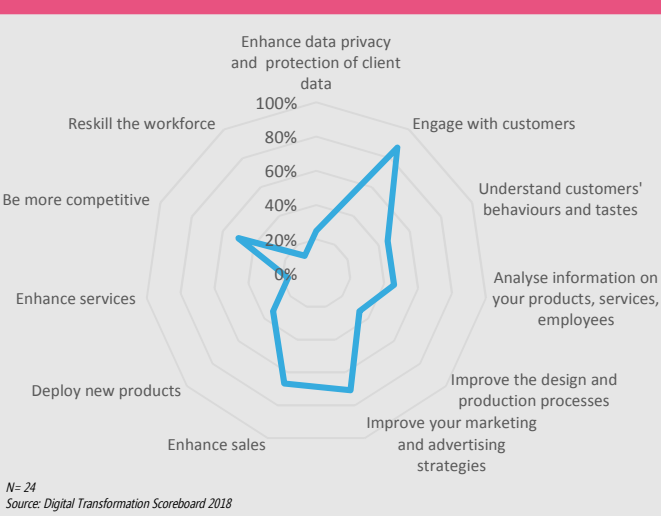 Enhance data privacy
and protection of client
data
100%
80%
60%
40%
20%
0%
Engage with customers
Understand customers'
behaviours and tastes
Analyse information on
your products, services,
employees
Improve the design and
production processes
Improve your marketing
and advertising
strategies
Enhance sales
Deploy new products
Enhance services
Be more competitive
Reskill the workforce
N= 24
Source: Digital Transformation Scoreboard 2018